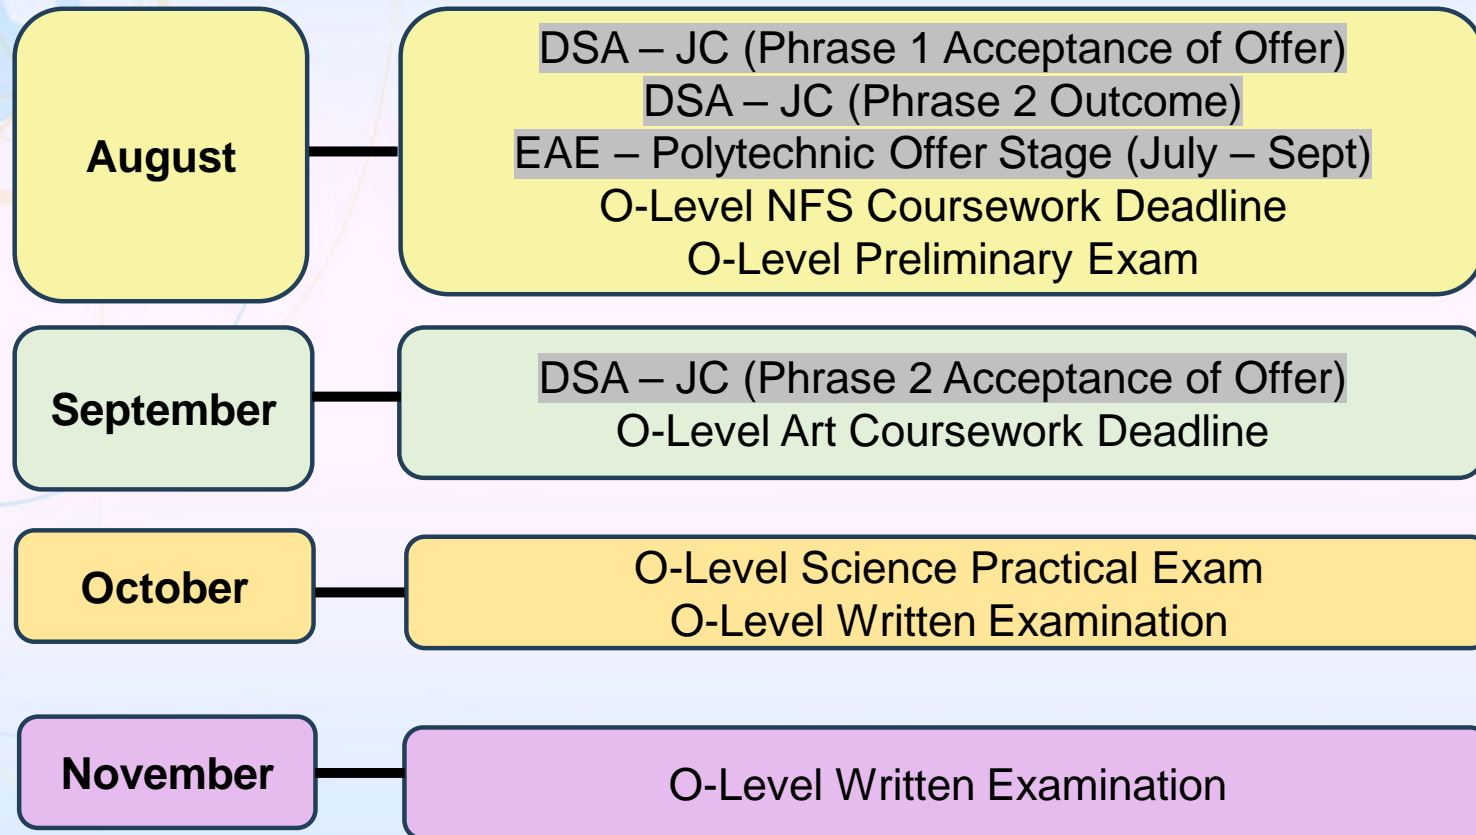 August
DSA – JC (Phrase 1 Acceptance of Offer)
DSA – JC (Phrase 2 Outcome)
EAE – Polytechnic Offer Stage (July – Sept)
O-Level NFS Coursework Deadline
O-Level Preliminary Exam
September
DSA – JC (Phrase 2 Acceptance of Offer)
O-Level Art Coursework Deadline
October
O-Level Science Practical Exam
O-Level Written Examination
November
O-Level Written Examination